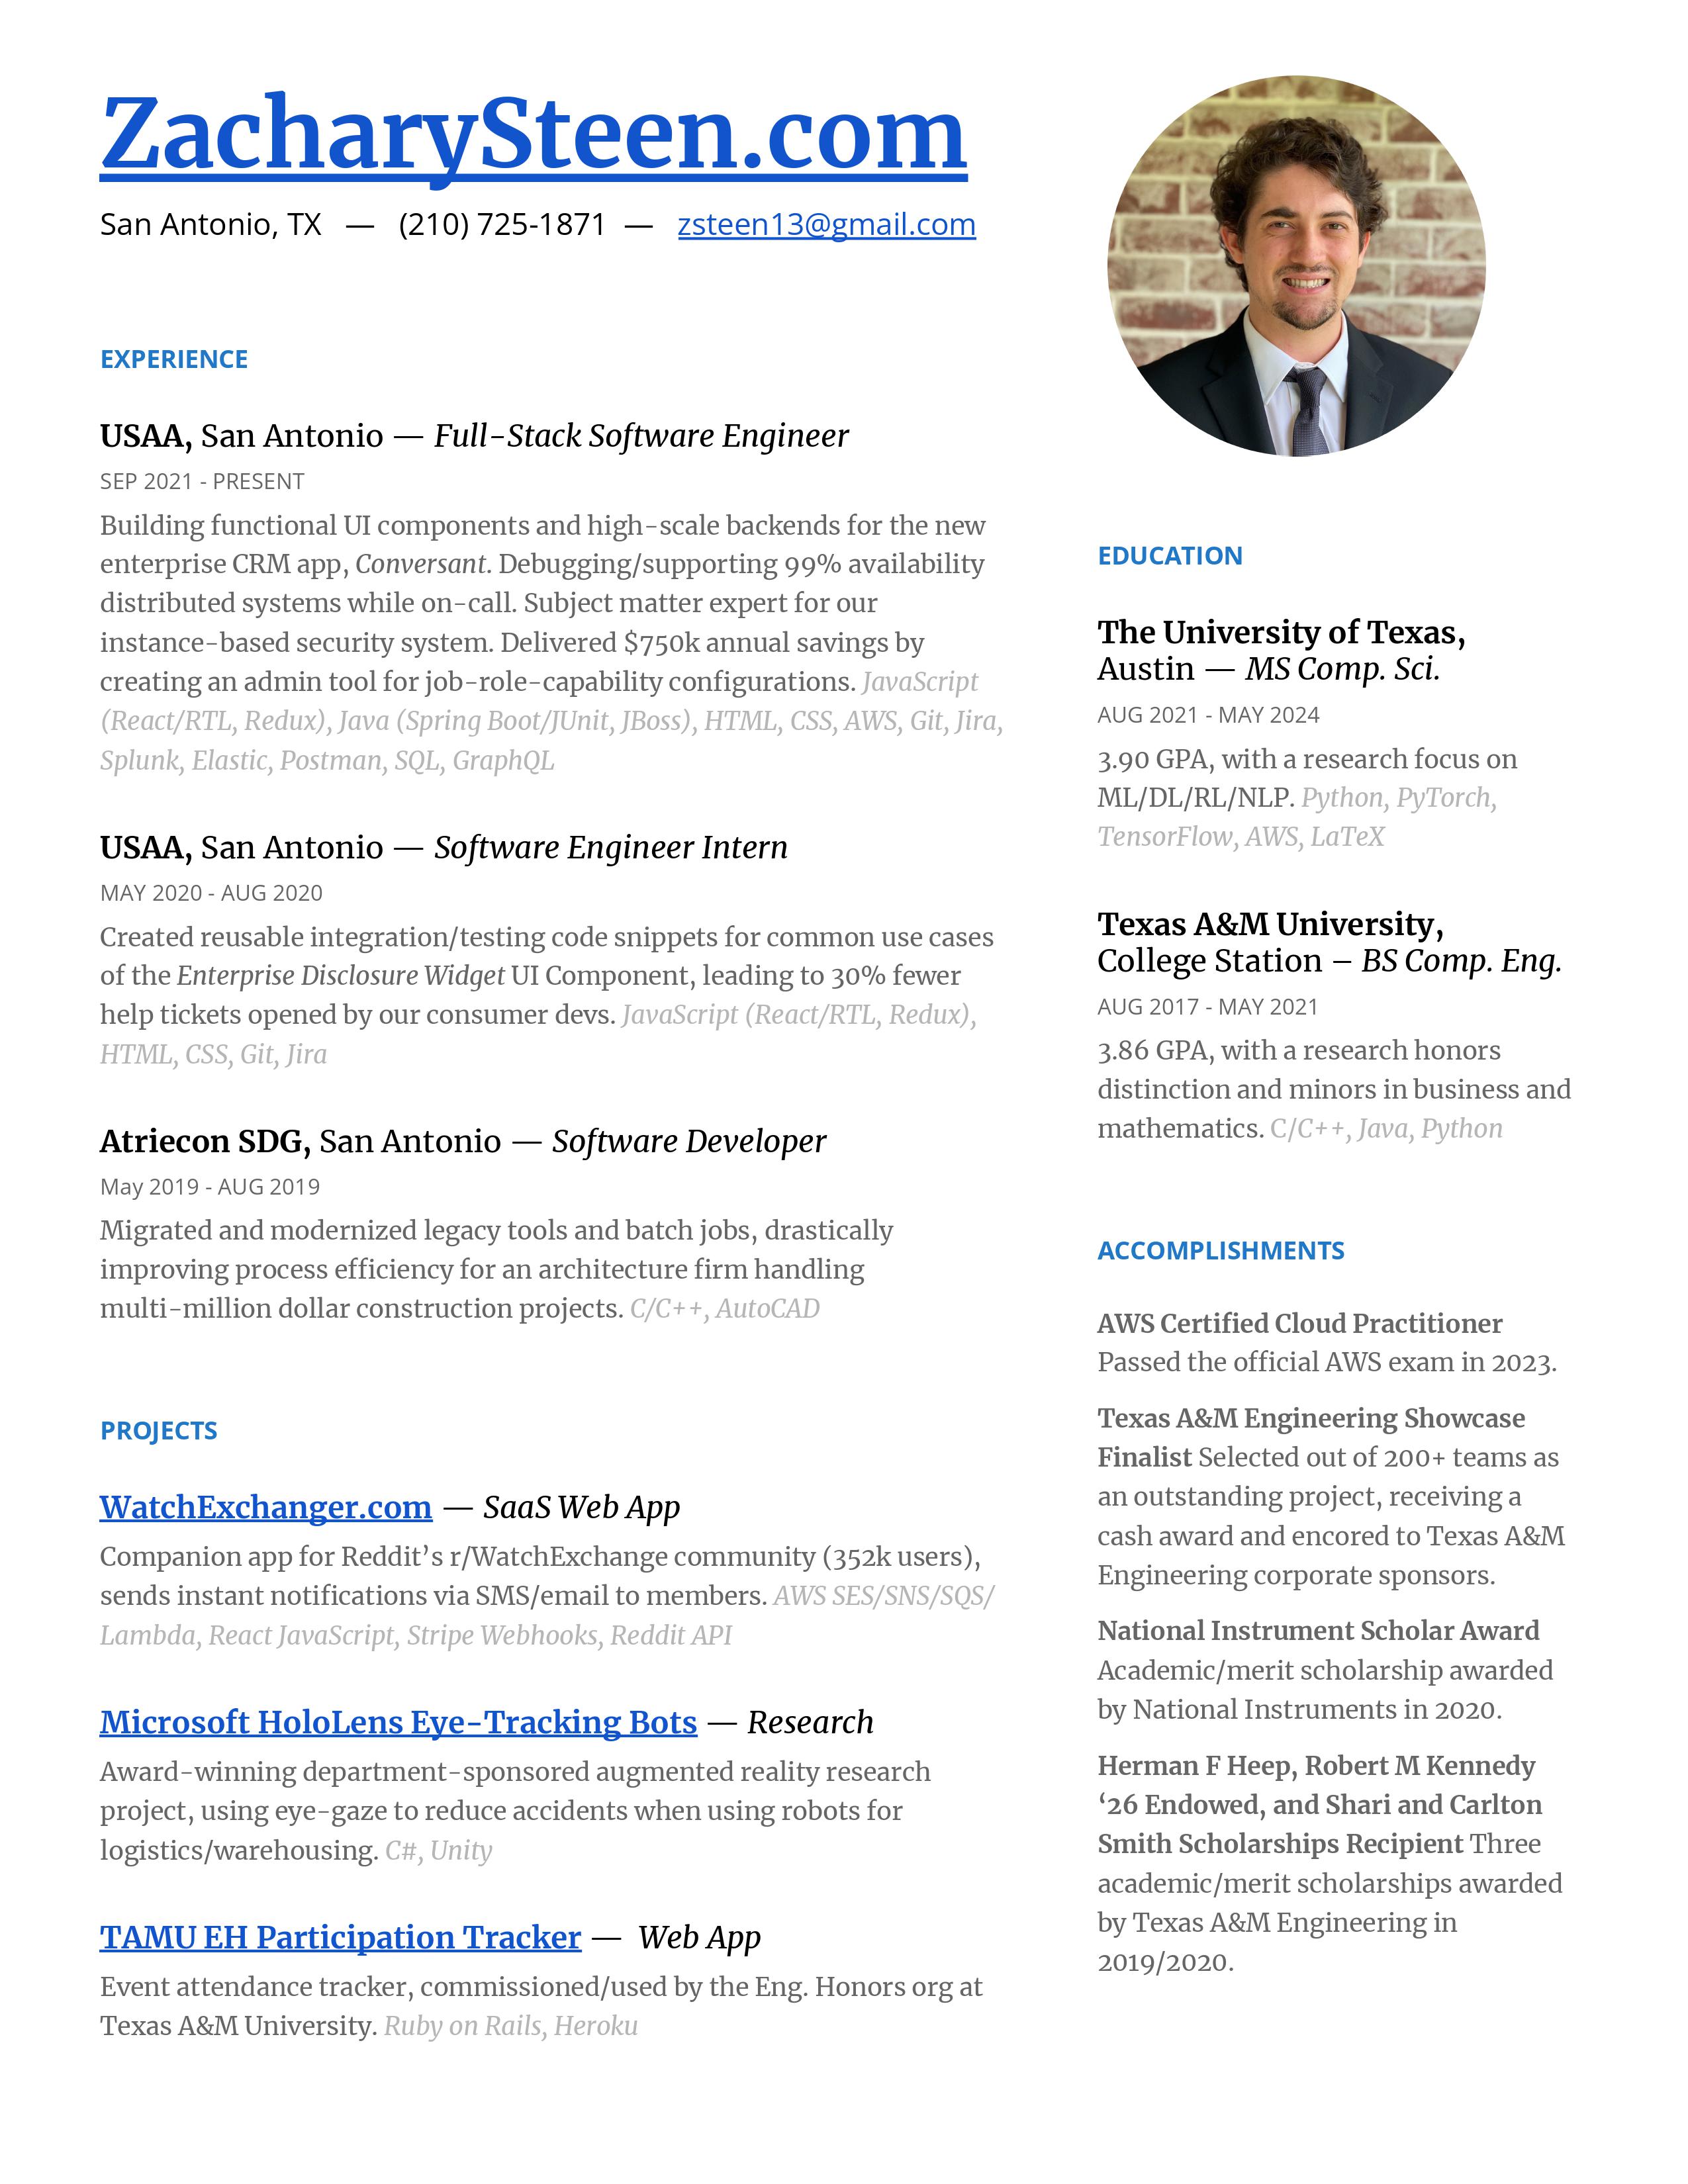 ZacharySteen.com
San Antonio, TX — (210) 725-1871 — zsteen13@gmail.com
EXPERIENCE
USAA, San Antonio — Full-Stack Software Engineer
SEP 2021 - PRESENT
Building functional UI components and high-scale backends for the new
enterprise CRM app, Conversant. Debugging/supporting 99% availability
distributed systems while on-call. Subject matter expert for our
instance-based security system. Delivered $750k annual savings by
creating an admin tool for job-role-capability configurations. JavaScript
(React/RTL, Redux), Java (Spring Boot/JUnit, JBoss), HTML, CSS, AWS, Git, Jira,
Splunk, Elastic, Postman, SQL, GraphQL
USAA, San Antonio — Software Engineer Intern
MAY 2020 - AUG 2020
Created reusable integration/testing code snippets for common use cases
of the Enterprise Disclosure Widget UI Component, leading to 30% fewer
help tickets opened by our consumer devs. JavaScript (React/RTL, Redux),
HTML, CSS, Git, Jira
Atriecon SDG, San Antonio — Software Developer
May 2019 - AUG 2019
Migrated and modernized legacy tools and batch jobs, drastically
improving process efficiency for an architecture firm handling
multi-million dollar construction projects. C/C++, AutoCAD
PROJECTS
WatchExchanger.com — SaaS Web App
Companion app for Reddit’s r/WatchExchange community (352k users),
sends instant notifications via SMS/email to members. AWS SES/SNS/SQS/
Lambda, React JavaScript, Stripe Webhooks, Reddit API
Microsoft HoloLens Eye-Tracking Bots — Research
Award-winning department-sponsored augmented reality research
project, using eye-gaze to reduce accidents when using robots for
logistics/warehousing. C#, Unity
TAMU EH Participation Tracker — Web App
Event attendance tracker, commissioned/used by the Eng. Honors org at
Texas A&M University. Ruby on Rails, Heroku
EDUCATION
The University of Texas,
Austin — MS Comp. Sci.
AUG 2021 - MAY 2024
3.90 GPA, with a research focus on
ML/DL/RL/NLP. Python, PyTorch,
TensorFlow, AWS, LaTeX
Texas A&M University,
College Station – BS Comp. Eng.
AUG 2017 - MAY 2021
3.86 GPA, with a research honors
distinction and minors in business and
mathematics. C/C++, Java, Python
ACCOMPLISHMENTS
AWS Certified Cloud Practitioner
Passed the official AWS exam in 2023.
Texas A&M Engineering Showcase
Finalist Selected out of 200+ teams as
an outstanding project, receiving a
cash award and encored to Texas A&M
Engineering corporate sponsors.
National Instrument Scholar Award
Academic/merit scholarship awarded
by National Instruments in 2020.
Herman F Heep, Robert M Kennedy
‘26 Endowed, and Shari and Carlton
Smith Scholarships Recipient Three
academic/merit scholarships awarded
by Texas A&M Engineering in
2019/2020.